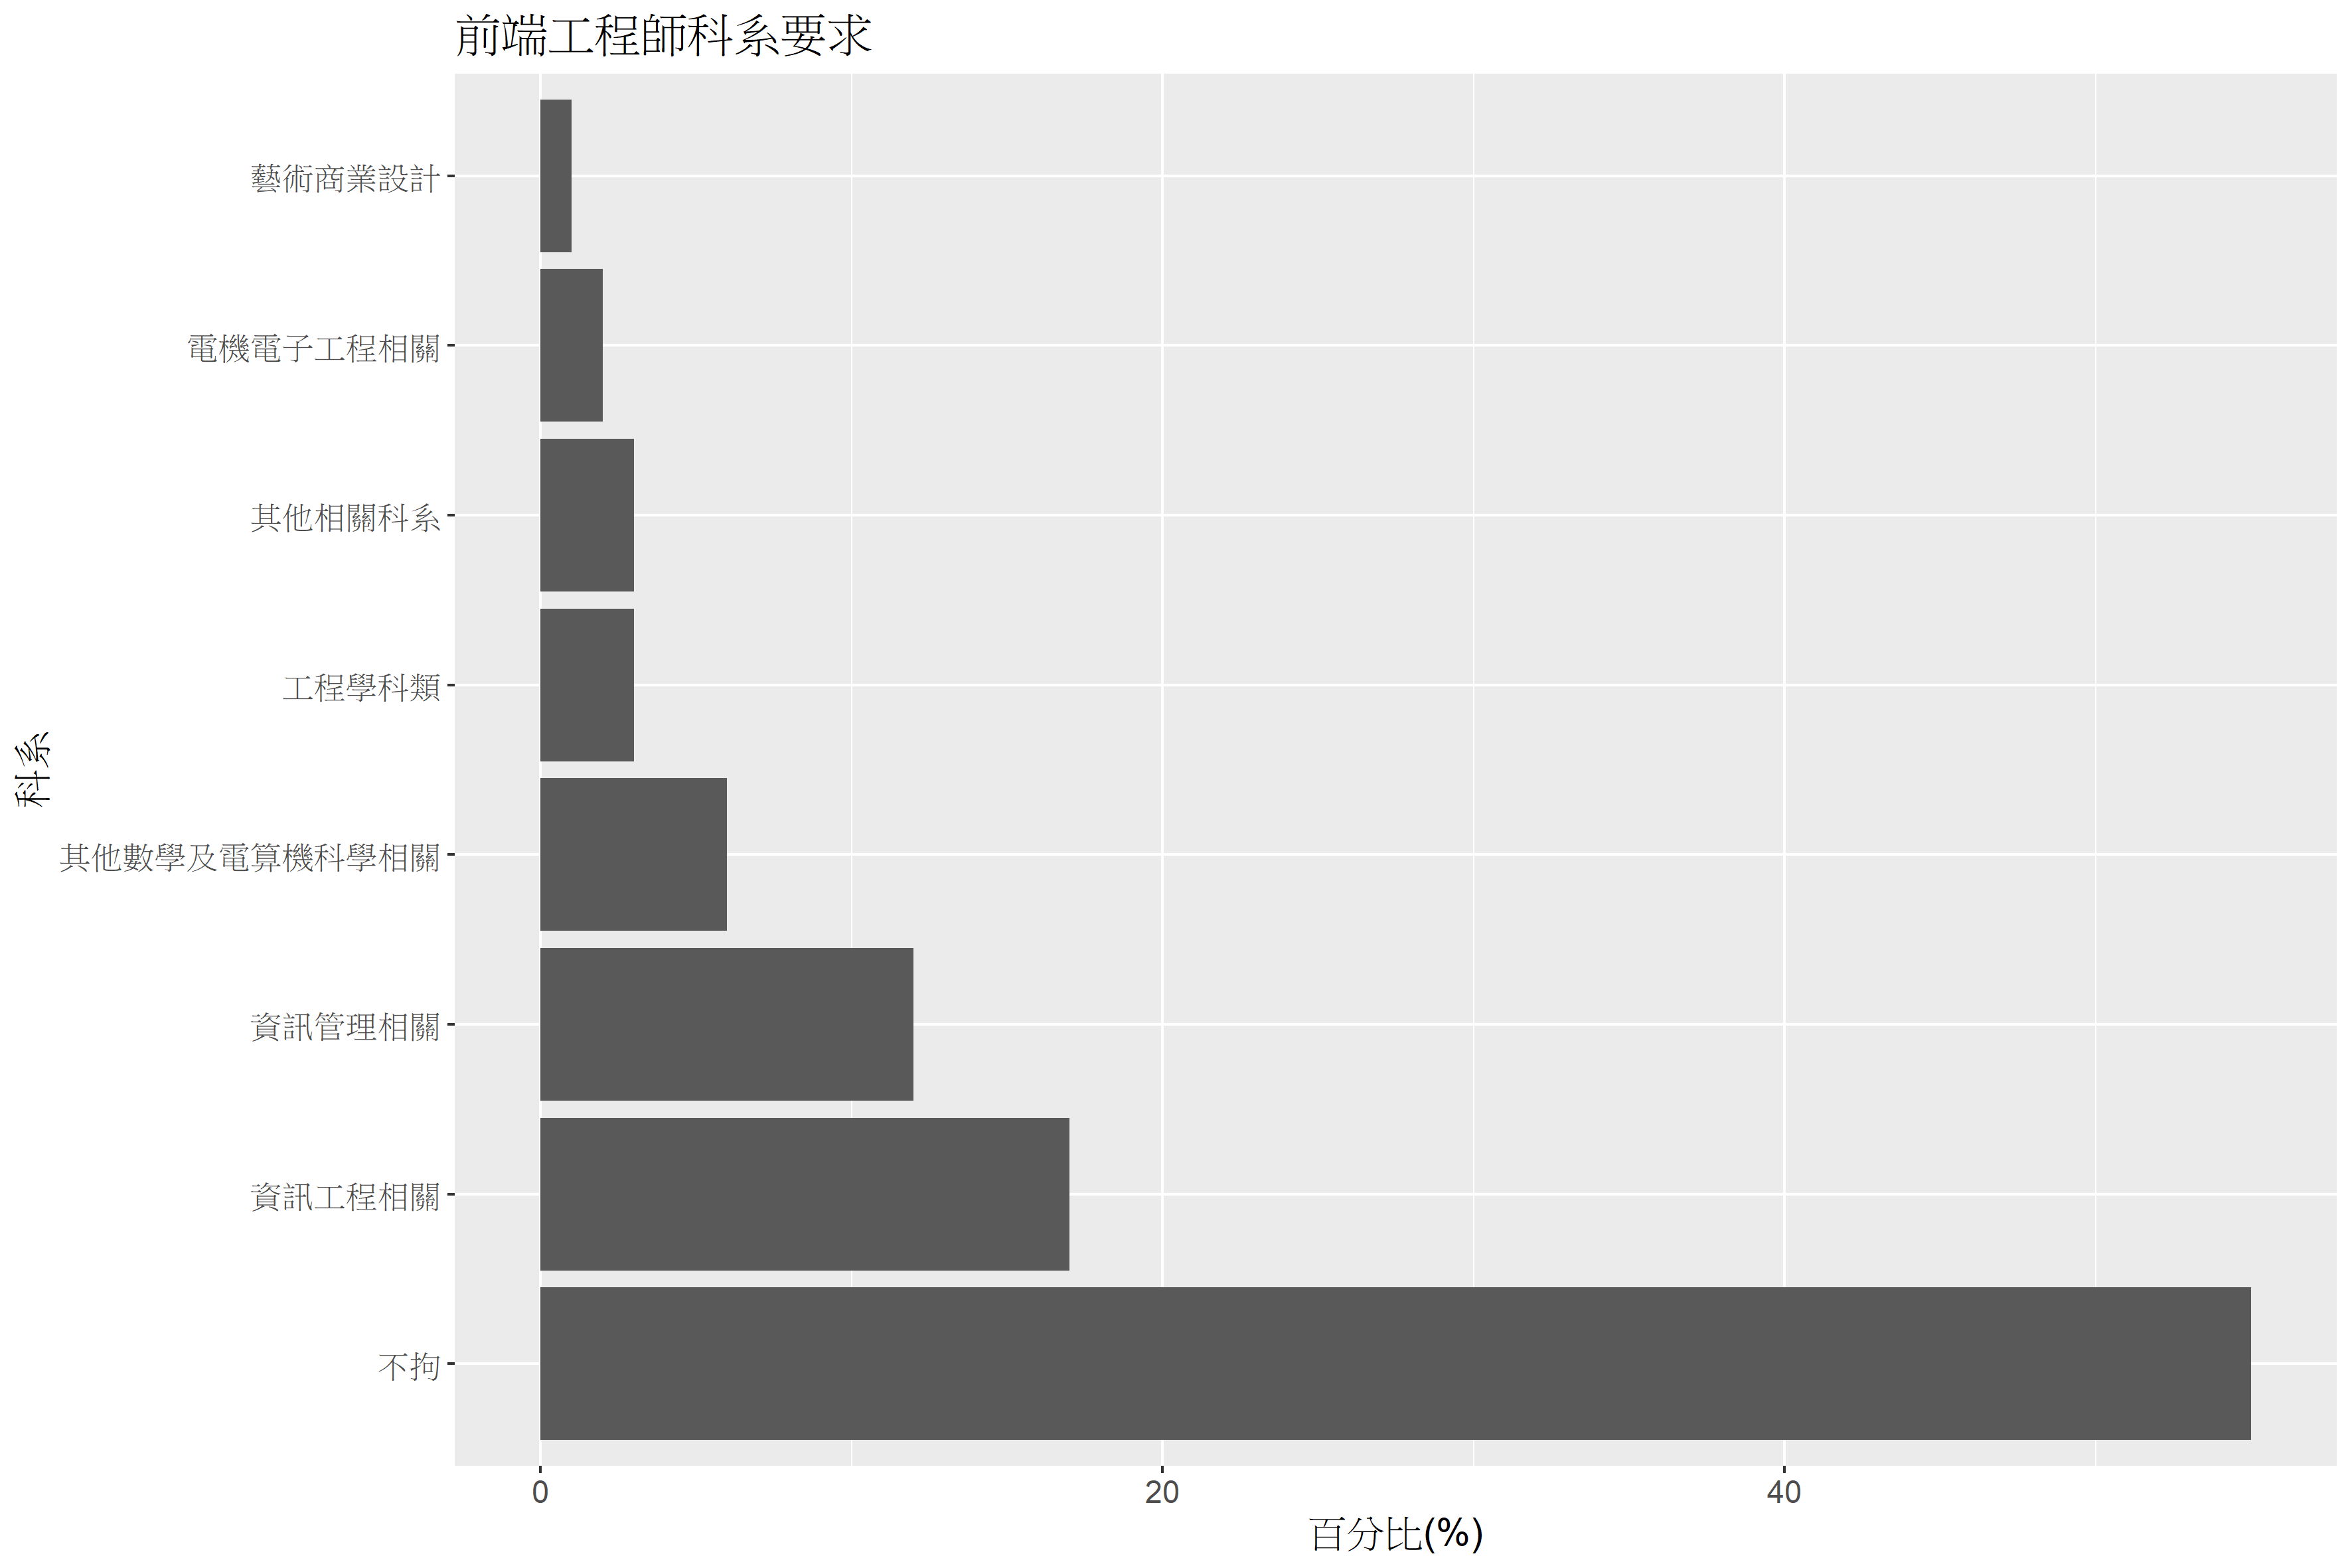 前端工程師科系要求
科系
藝術商業設計
電機電子工程相關
其他相關科系
工程學科類
其他數學及電算機科學相關
資訊管理相關
資訊工程相關
不拘
0 20 40
百分比(%)